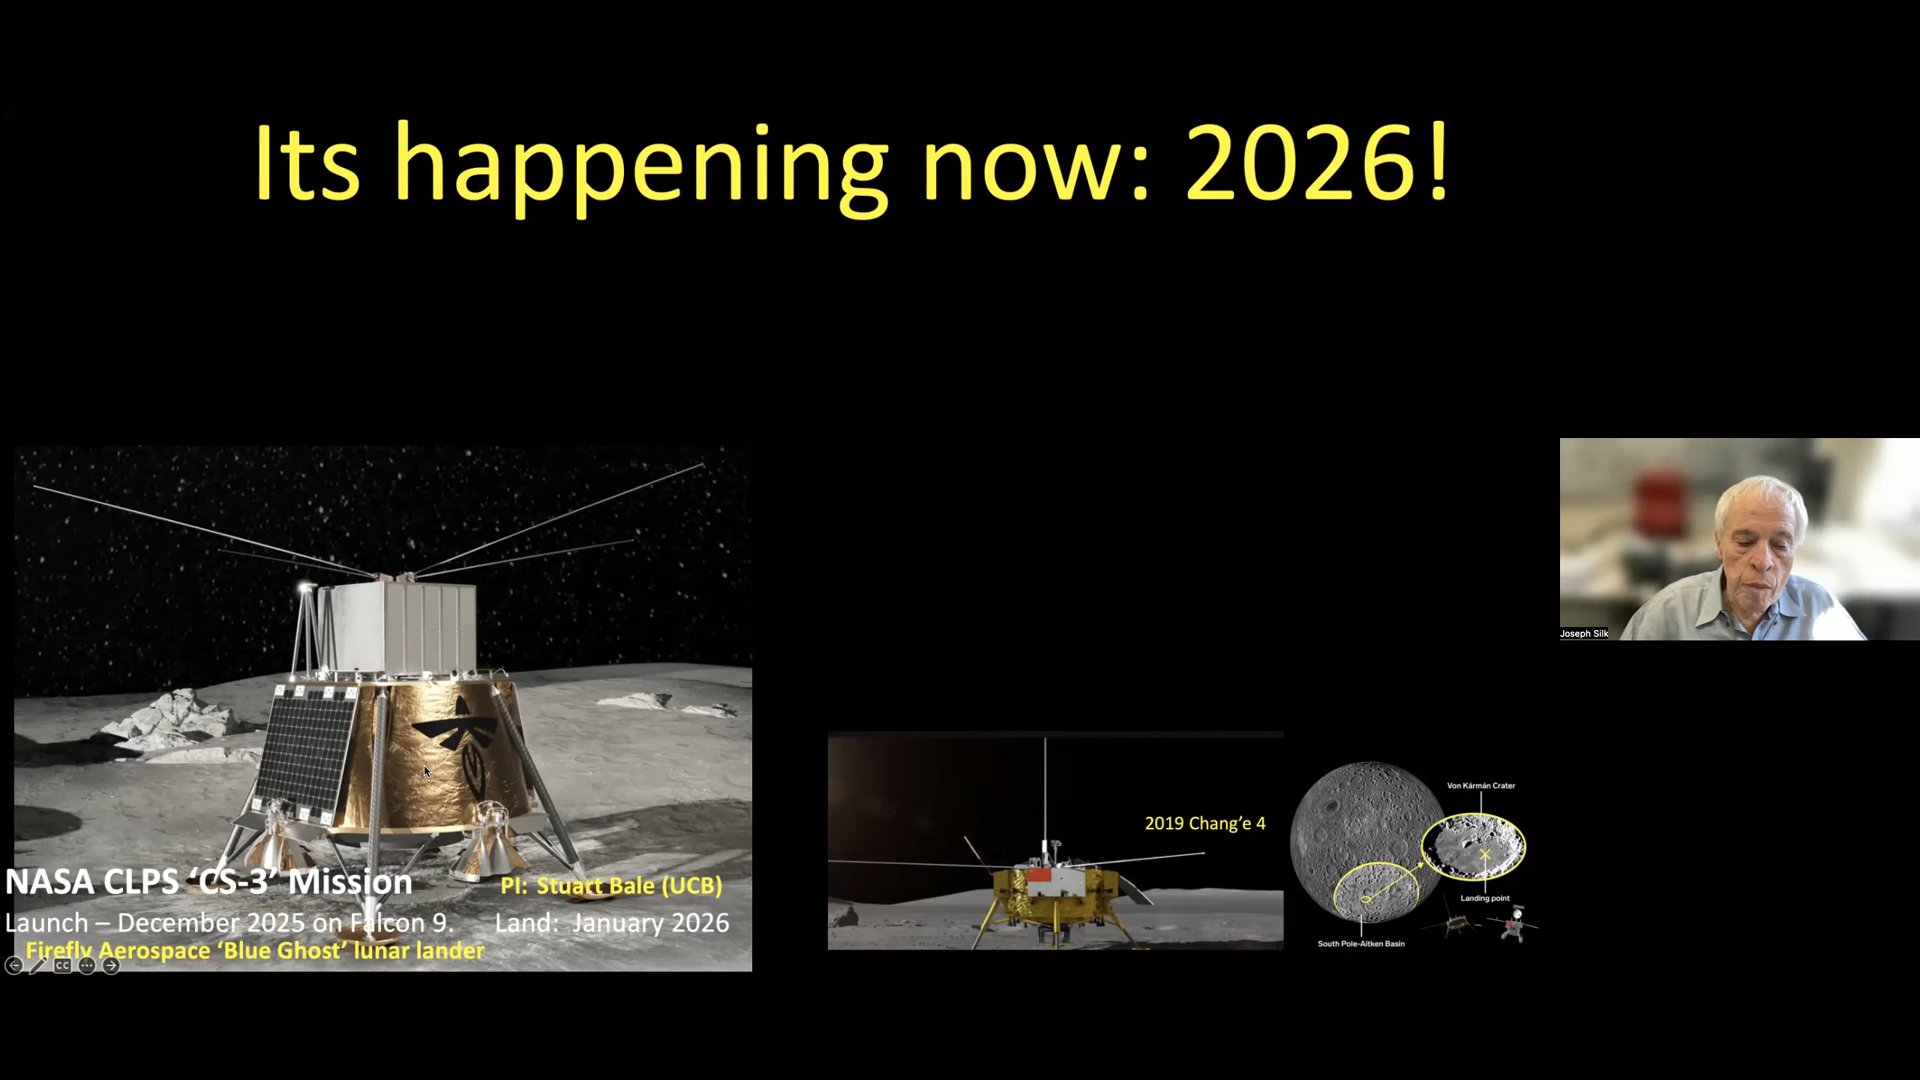 Its happening now: 2026!
NASA CLPS ‘CS-3’ Mission
PI: Stuart Bale (UCB)
Launch – December 2025 on Falcon 9.
Land: January 2026
Firefly Aerospace ‘Blue Ghost’ lunar lander
CC
2019 Chang’e 4
Von Kármán Crater
Landing point
South Pole-Aitken Basin
Joseph Silk